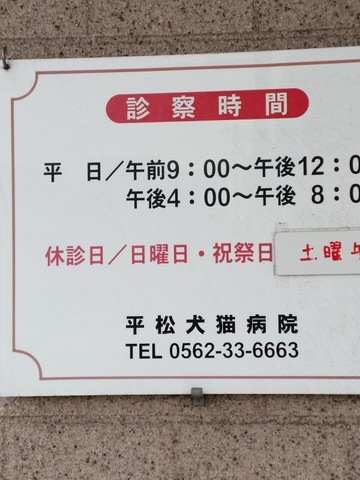 診察時間
平 日／午前9：00～午後12：0
午後4：00～午後 8：0
休診日／日曜日・祝祭日 土曜
平松犬猫病院
TEL 0562-33-6663